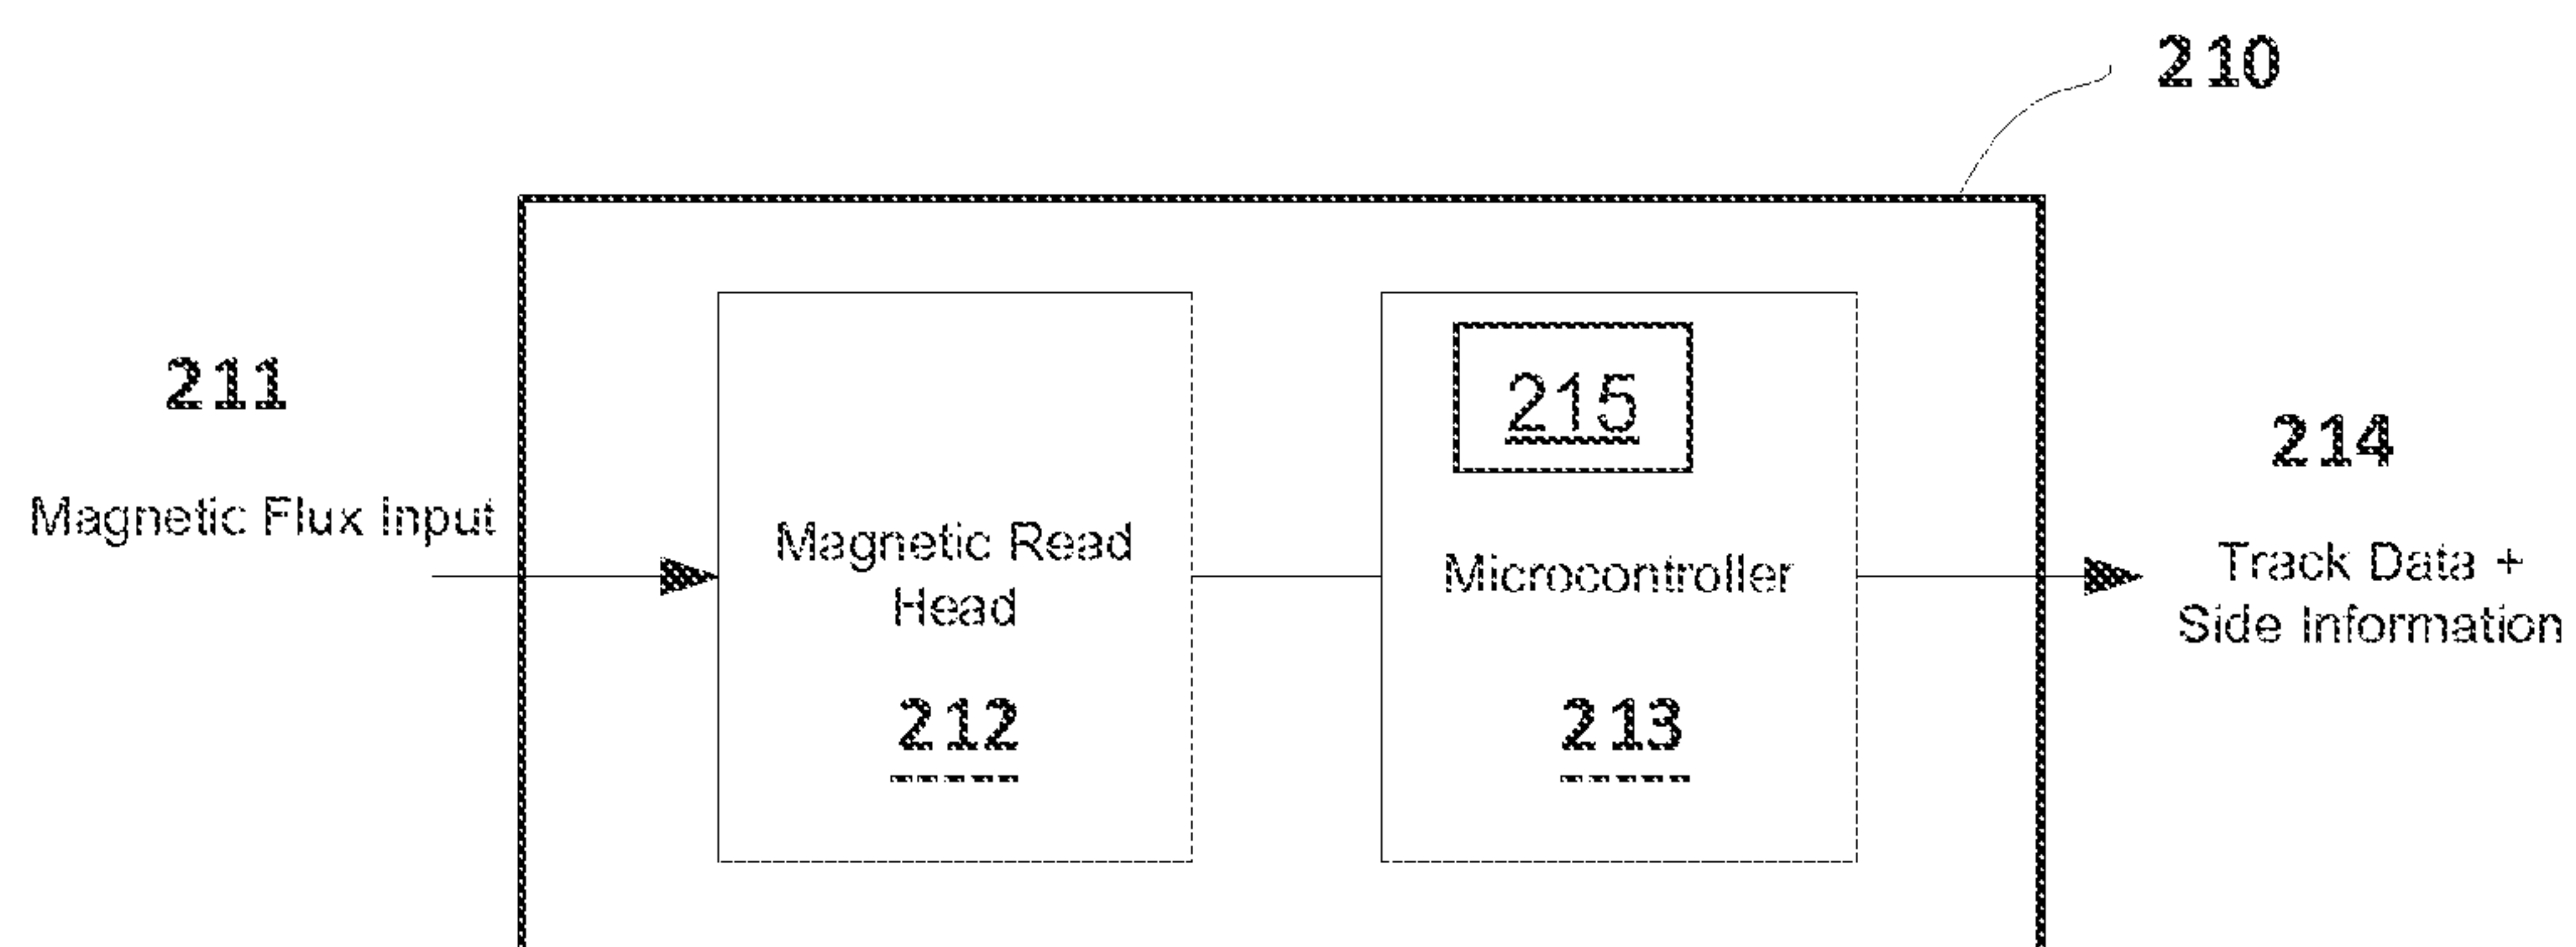 210
211
Magnetic Flux Input
Magnetic Read
Head
212
215
Microcontroller
213
214
Track Data +
Side Information